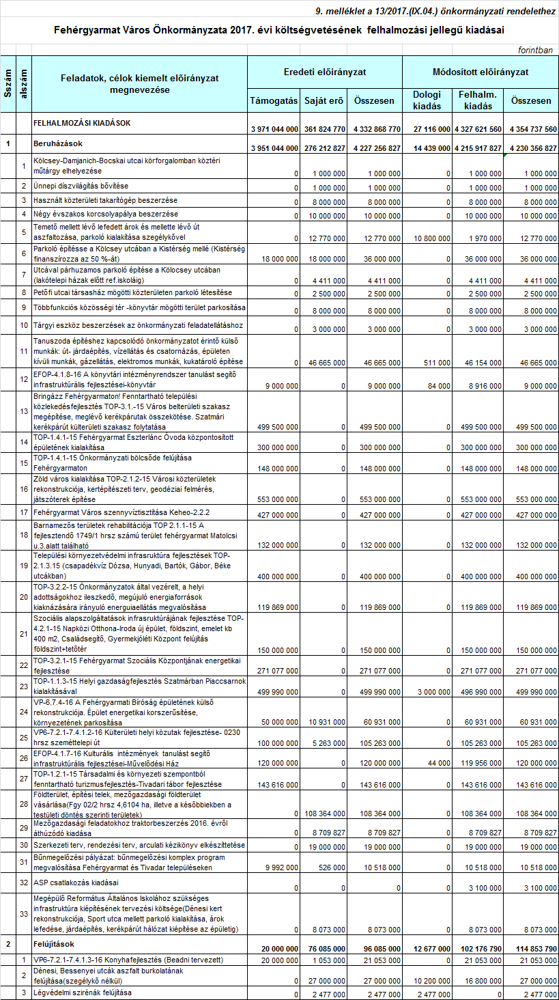 9. melléklet a 13/2017.(IX.04.) önkormányzati rendelethez
Fehérgyarmat Város Önkormányzata 2017. évi költségvetésének felhalmozási jellegű kiadásai
forintban
Sszám alszám Feladatok, célok kiemelt előirányzat megnevezése Eredeti előirányzat Módosított előirányzat
Támogatás Saját erő Összesen Dologi kiadás Felhalm. kiadás Összesen
FELHALMOZÁSI KIADÁSOK 3 971 044 000 361 824 770 4 332 868 770 27 116 000 4 327 621 560 4 354 737 560
1 Beruházások 3 951 044 000 276 212 827 4 227 256 827 14 439 000 4 215 917 827 4 230 356 827
1 Kölcsey-Damjanich-Bocskai utcai körforgalomban köztéri
műtárgy elhelyezése 0 1 000 000 1 000 000 0 1 000 000 1 000 000
2 Ünnepi díszvilágítás bővítése 0 1 000 000 1 000 000 0 1 000 000 1 000 000
3 Használt közterületi takarítógép beszerzése 0 8 000 000 8 000 000 0 8 000 000 8 000 000
4 Négy évszakos korcsolyapálya beszerzése 0 10 000 000 10 000 000 0 10 000 000 10 000 000
5 Temető mellett lévő lefedett árok és mellette lévő út
aszfaltozása, parkoló kialakítása szegélykővel 0 12 770 000 12 770 000 10 800 000 1 970 000 12 770 000
6 Parkoló építésse a Kölcsey utcában a Kistérség mellé (Kistérség
finanszírozza az 50 %-át) 18 000 000 18 000 000 36 000 000 0 36 000 000 36 000 000
7 Utcával párhuzamos parkoló építése a Kölocsey utcában
(lakótelepi házak előtt ref.iskoláig) 0 4 411 000 4 411 000 0 4 411 000 4 411 000
8 Petőfi utcai társasház mögötti közterületen parkoló létesítése 0 2 500 000 2 500 000 0 2 500 000 2 500 000
9 Többfunkciós közösségi tér -könyvtár mögötti terület parkosítása 0 8 000 000 8 000 000 0 8 000 000 8 000 000
10 Tárgyi eszköz beszerzések az önkormányzati feladatellátáshoz 0 3 000 000 3 000 000 0 3 000 000 3 000 000
11 Tanuszoda építéshez kapcsolódó önkormányzatot érintő külső
munkák: út- járdaépítés, vízellátás és csatornázás, épületen
kívüli munkák, gázellátás, elektromos munkák, kukatároló építése 0 46 665 000 46 665 000 511 000 46 154 000 46 665 000
12 EFOP-4.1.8-16 A könyvtári intézményrendszer tanulást segítő
infrastruktúrális fejlesztései-könyvtár 9 000 000 0 9 000 000 84 000 8 916 000 9 000 000
13 Bringázz Fehérgyarmaton! Fenntartható települési
közlekedésfejlesztés TOP-3.1.-15 Város belterületi szakasz
megépítése, meglévő kerékpárutak összekötése. Szatmári
kerékpárút külterületi szakasz folytatása 499 500 000 0 499 500 000 0 499 500 000 499 500 000
14 TOP-1.4.1-15 Fehérgyarmat Eszterlánc Óvoda központosított
épületének kialakítása 300 000 000 0 300 000 000 0 300 000 000 300 000 000
15 TOP-1.4.1-15 Önkormányzati bölcsőde felújítása
Fehérgyarmaton 148 000 000 0 148 000 000 0 148 000 000 148 000 000
16 Zöld város kialakítása TOP-2.1.2-15 Városi közterületek
rekonstrukciója, kertépítészeti terv, geodéziai felmérés,
játszóterek építése 553 000 000 0 553 000 000 0 553 000 000 553 000 000
17 Fehérgyarmat Város szennyvíztisztítása Keheo-2.2.2 427 000 000 0 427 000 000 0 427 000 000 427 000 000
18 Barnamezős területek rehabilitációja TOP 2.1.1-15 A
fejlesztendő 1749/1 hrsz számú terület fehérgyarmat Matolcsi
u.3.alatt található 132 000 000 0 132 000 000 0 132 000 000 132 000 000
19 Települési környezetvédelmi infrasruktúra fejlesztések TOP-
2.1.3.15 (csapadékvíz Dózsa, Hunyadi, Bartók, Gábor, Béke
utcákban) 400 000 000 0 400 000 000 0 400 000 000 400 000 000
20 TOP-3.2.2-15 Önkormányzatok által vezérelt, a helyi
adottságokhoz ileszkedő, megújuló energiaforrások
kiaknázására irányuló energuiaellátás megvalósítása 119 869 000 0 119 869 000 0 119 869 000 119 869 000
21 Szociális alapszolgáltatások infrasruktúrájának fejlesztése TOP-
4.2.1-15 Napközi Otthona-Iroda új épület, földszint, emelet kb
400 m2, Családsegítő, Gyermekjóléti Központ felújítás
földszint+tetőtér 150 000 000 0 150 000 000 0 150 000 000 150 000 000
22 TOP-3.2.1-15 Fehérgyarmat Szociális Központjának energetikai
fejlesztése 271 077 000 0 271 077 000 0 271 077 000 271 077 000
23 TOP-1.1.3-15 Helyi gazdaságfejlesztés Szatmárban Piaccsarnok
kialakításával 499 990 000 0 499 990 000 3 000 000 496 990 000 499 990 000
24 VP-6.7.4-16 A Fehérgyarmati Bíróság épületének külső
rekonstrukciója. Épület energetikai korszerűsítése,
környezetének parkosítása 50 000 000 10 931 000 60 931 000 0 60 931 000 60 931 000
25 VP6-7.2.1-7.4.1.2-16 Külterületi helyi közutak fejlesztése- 0230
hrsz szeméttelepi út 100 000 000 5 263 000 105 263 000 0 105 263 000 105 263 000
26 EFOP-4.1.7-16 Kulturális intézmények tanulást segítő
infrastruktúrális fejlesztései-Művelődési Ház 120 000 000 0 120 000 000 44 000 119 956 000 120 000 000
27 TOP-1.2.1-15 Társadalmi és környezeti szempontból
fenntartható turizmusfejlesztés-Tivadari tábor fejlesztése 143 616 000 0 143 616 000 0 143 616 000 143 616 000
28 Földterület, építési telek, mezőgazdasági földterület
vásárlása(Fgy 02/2 hrsz 4,6104 ha, illetve a későbbiekben a
testületi döntés szerinti területek) 0 108 364 000 108 364 000 0 108 364 000 108 364 000
29 Mezőgazdasági feladatokhoz traktorbeszerzés 2016. évről
áthúzódó kiadása 0 8 709 827 8 709 827 0 8 709 827 8 709 827
30 Szerkezeti terv, rendezési terv, arculati kézikönyv elkészíttetése 0 19 000 000 19 000 000 0 19 000 000 19 000 000
31 Bűnmegelőzési pályázat: bűnmegelőzési komplex program
megvalósítása Fehérgyarmat és Tivadar településeken 9 992 000 526 000 10 518 000 0 10 518 000 10 518 000
32 ASP csatlakozás kiadásai 0 0 0 0 3 100 000 3 100 000
33 Megépülő Református Általános Iskolához szükséges
infrastruktúra kiépítésének tervezési költsége(Dénesi kert
rekonstrukciója, Sport utca mellett parkoló kialakítása, árok
lefedése, járdaépítés, kerékpárút hálózat kiépítése az épületig) 0 8 073 000 8 073 000 0 8 073 000 8 073 000
2 Felújítások 20 000 000 76 085 000 96 085 000 12 677 000 102 176 790 114 853 790
1 VP6-7.2.1-7.4.1.3-16 Konyhafejlesztés (Beadni tervezett) 20 000 000 1 053 000 21 053 000 0 21 053 000 21 053 000
2 Dénesi, Bessenyei utcák aszfalt burkolatának
felújítása(szegélykő nélkül) 0 27 000 000 27 000 000 10 200 000 16 800 000 27 000 000
3 Légvédelmi szirénák felújítása 0 2 477 000 2 477 000 2 477 000 0 2 477 000